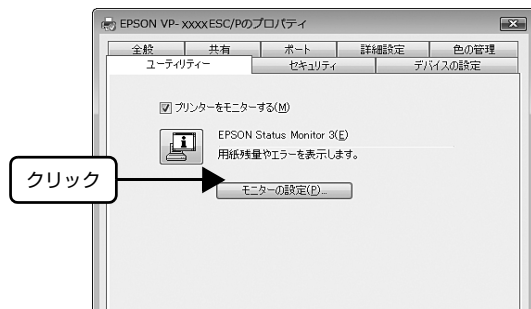 EPSON VP- xxxx ESC/Pのプロパティ
全般 共有 ポート 詳細設定 色の管理
ユーティリティー セキュリティ デバイスの設定
プリンターをモニターする(M)
EPSON Status Monitor 3(E)
用紙残量やエラーを表示します。
クリック
モニターの設定(P)...